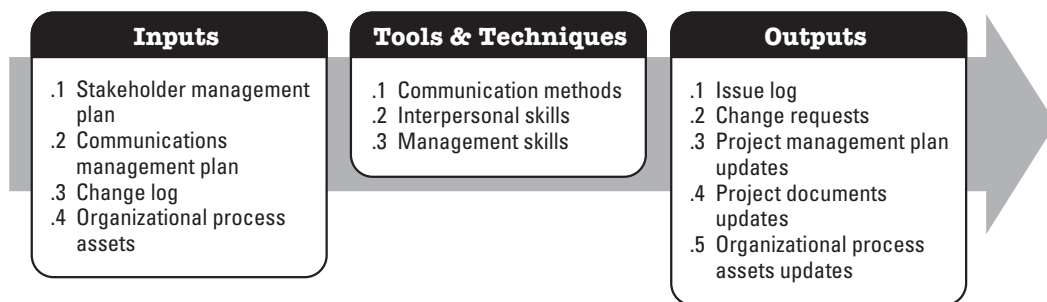 Inputs
.1 Stakeholder management
plan
.2 Communications
management plan
.3 Change log
.4 Organizational process
assets
Tools & Techniques
.1 Communication methods
.2 Interpersonal skills
.3 Management skills
Outputs
.1 Issue log
.2 Change requests
.3 Project management plan
updates
.4 Project documents
updates
.5 Organizational process
assets updates